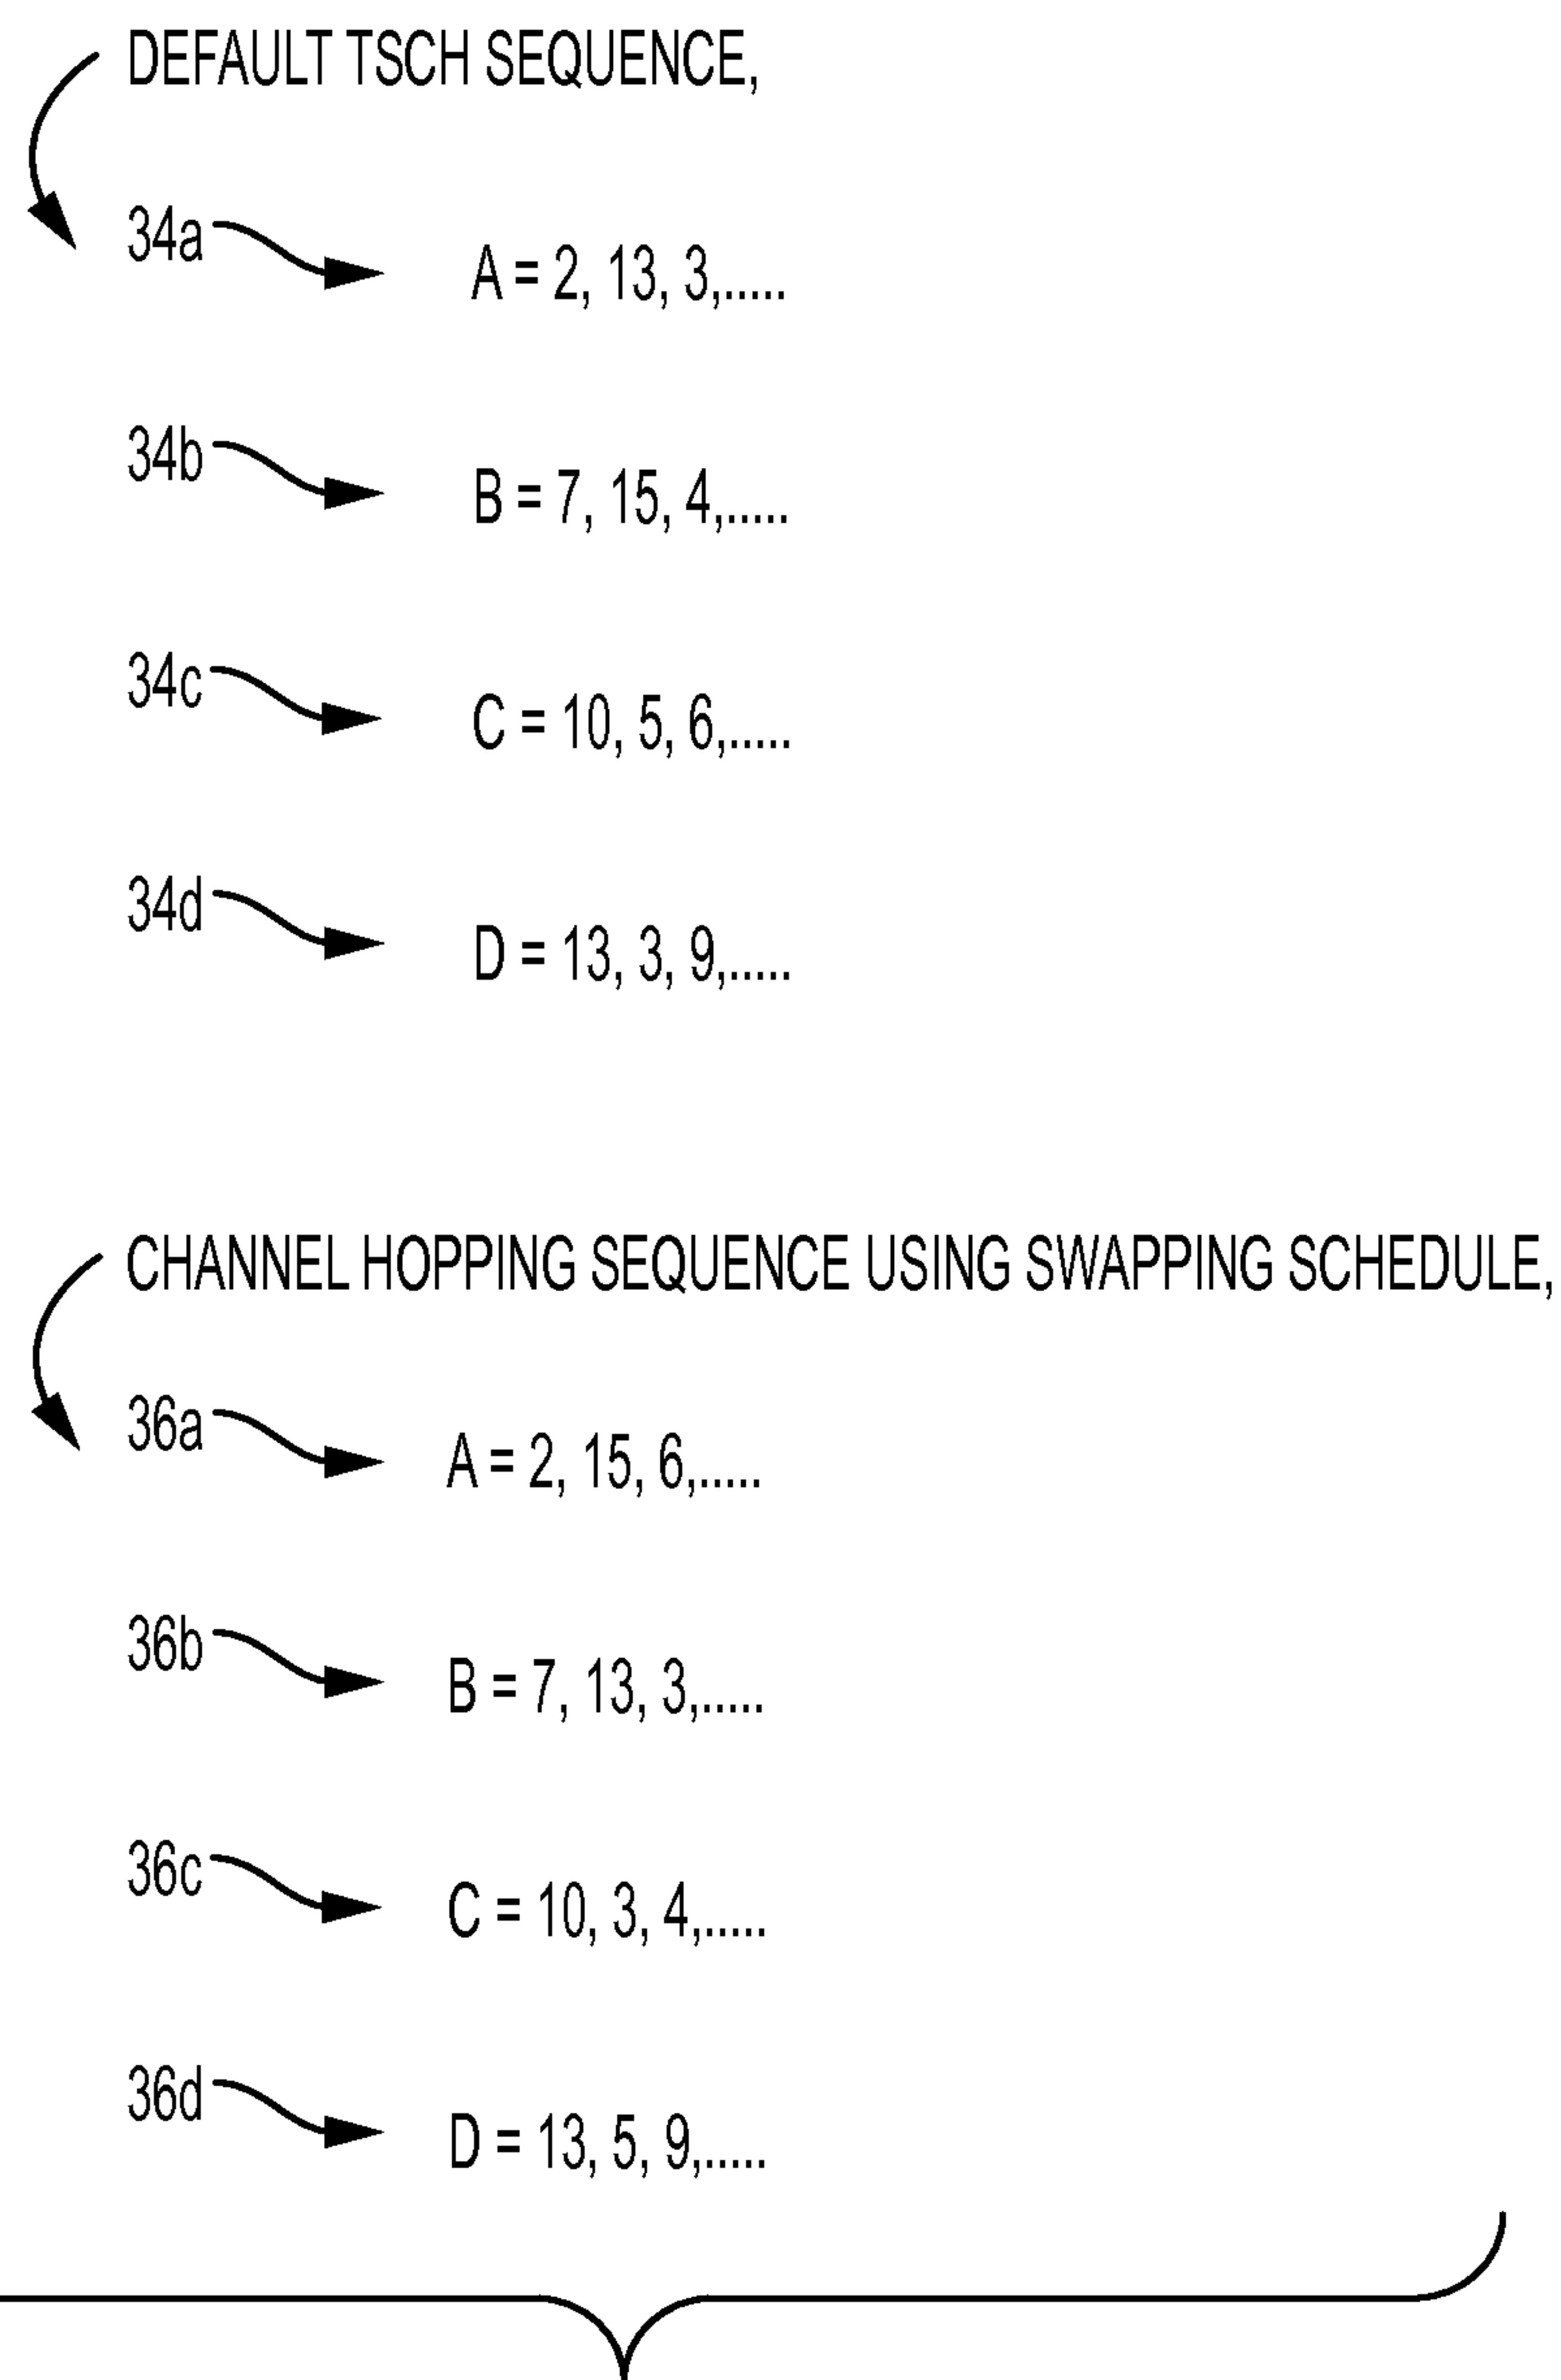 DEFAULT TSCH SEQUENCE,
34a
A = 2, 13, 3,.....
34b
B = 7, 15, 4,.....
34c
C = 10, 5, 6,.....
34d
D = 13, 3, 9,.....
CHANNEL HOPPING SEQUENCE USING SWAPPING SCHEDULE,
36a
A = 2, 15, 6,.....
36b
B = 7, 13, 3,.....
36c
C = 10, 3, 4,.....
36d
D = 13, 5, 9,.....